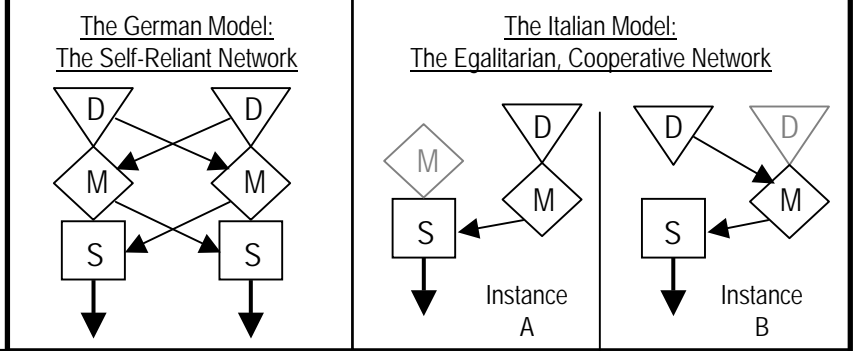 The German Model:
The Self-Reliant Network
D D
M M
S S
The Italian Model:
The Egalitarian, Cooperative Network
D
M
M
S
Instance
A
D D
M
S
Instance
B